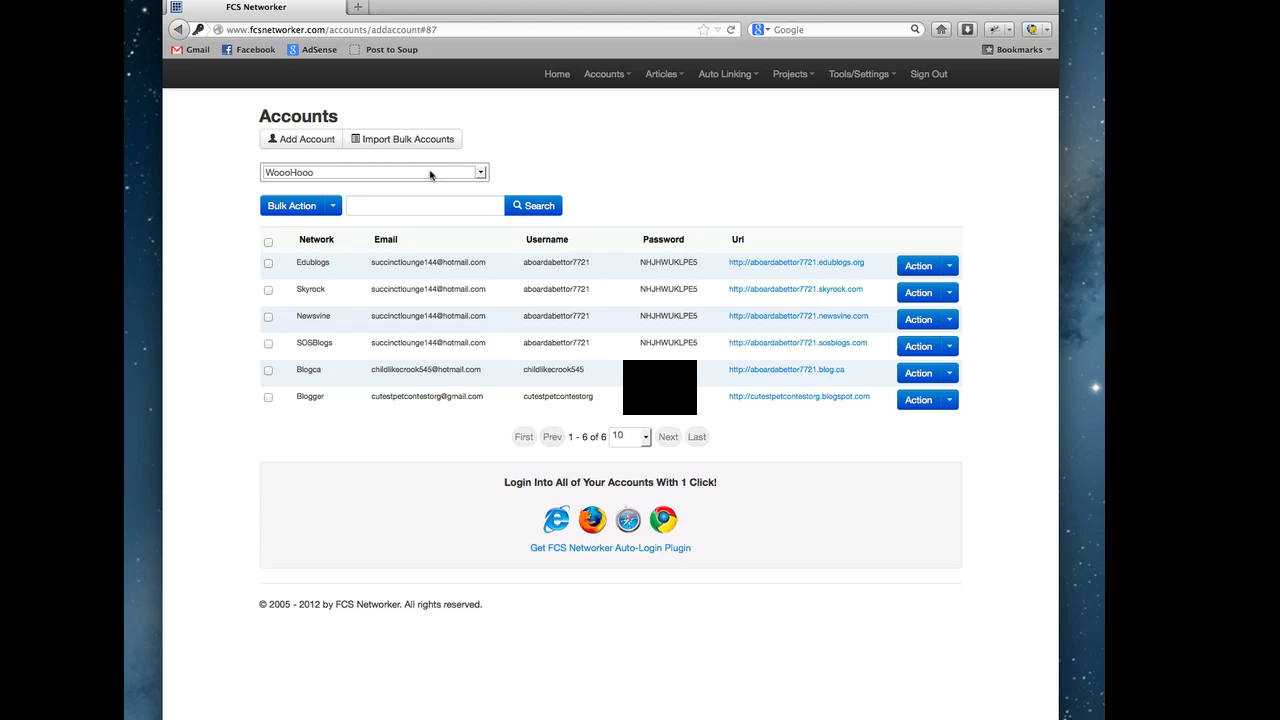 FCS Networker
www.fcsnetworker.com/accounts/addaccount#87
Google
Gmail Facebook AdSense Post to Soup Bookmarks
Home Accounts Articles Auto Linking Projects Tools/Settings Sign Out
Accounts
Add Account Import Bulk Accounts
WoooHooo
Bulk Action Search
Network Email Username Password Url
Edublogs succinctlounge144@hotmail.com aboardabettor7721 NHJHWUKLPE5 http://aboardabettor7721.edublogs.org Action
Skyrock succinctlounge144@hotmail.com aboardabettor7721 NHJHWUKLPE5 http://aboardabettor7721.skyrock.com Action
Newsvine succinctlounge144@hotmail.com aboardabettor7721 NHJHWUKLPE5 http://aboardabettor7721.newsvine.com Action
SOSBlogs succinctlounge144@hotmail.com aboardabettor7721 NHJHWUKLPE5 http://aboardabettor7721.sosblogs.com Action
Blogca childlikecrook545@hotmail.com childlikecrook545 http://aboardabettor7721.blog.ca Action
Blogger cutestpetcontestorg@gmail.com cutestpetcontestorg http://cutestpetcontestorg.blogspot.com Action
First Prev 1 - 6 of 6 10 Next Last
Login Into All of Your Accounts With 1 Click!
Get FCS Networker Auto-Login Plugin
© 2005 - 2012 by FCS Networker. All rights reserved.